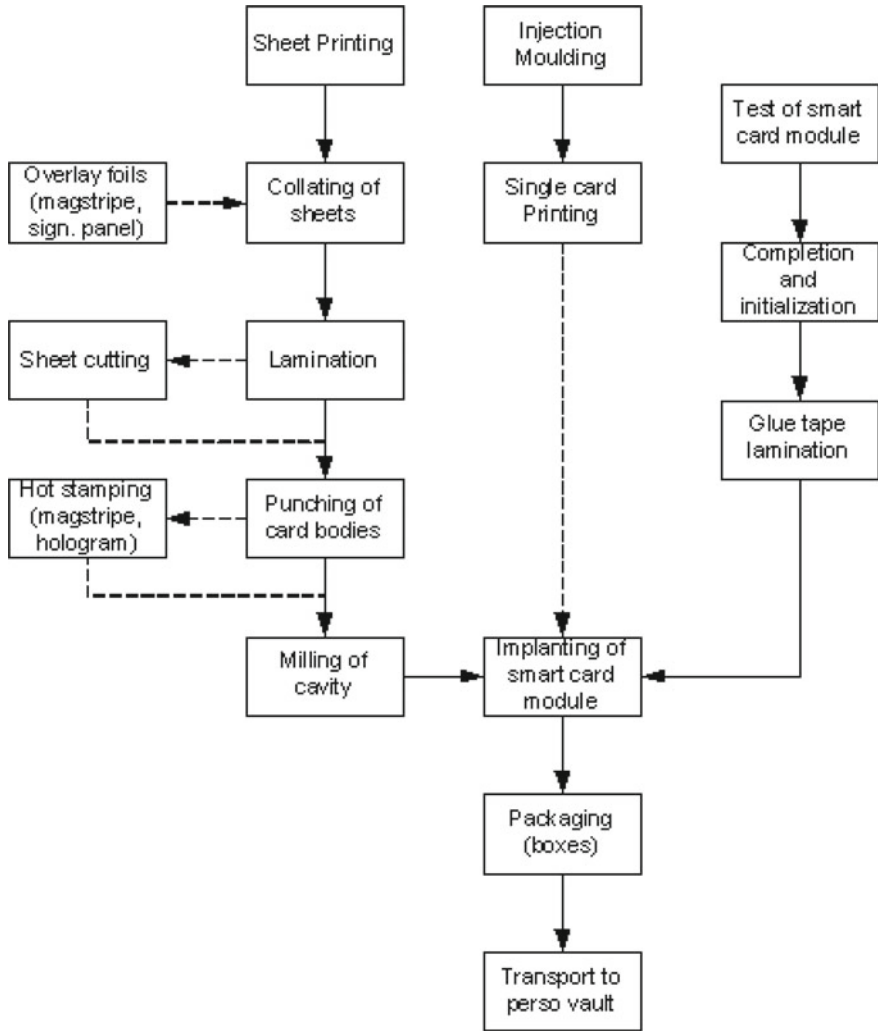 Sheet Printing
Injection
Moulding
Test of smart
card module
Overlay foils
(magstripe,
sign. panel)
Collating of
sheets
Single card
Printing
Completion
and
initialization
Sheet cutting
Lamination
Glue tape
lamination
Hot stamping
(magstripe,
hologram)
Punching of
card bodies
Milling of
cavity
Implanting of
smart card
module
Packaging
(boxes)
Transport to
perso vault